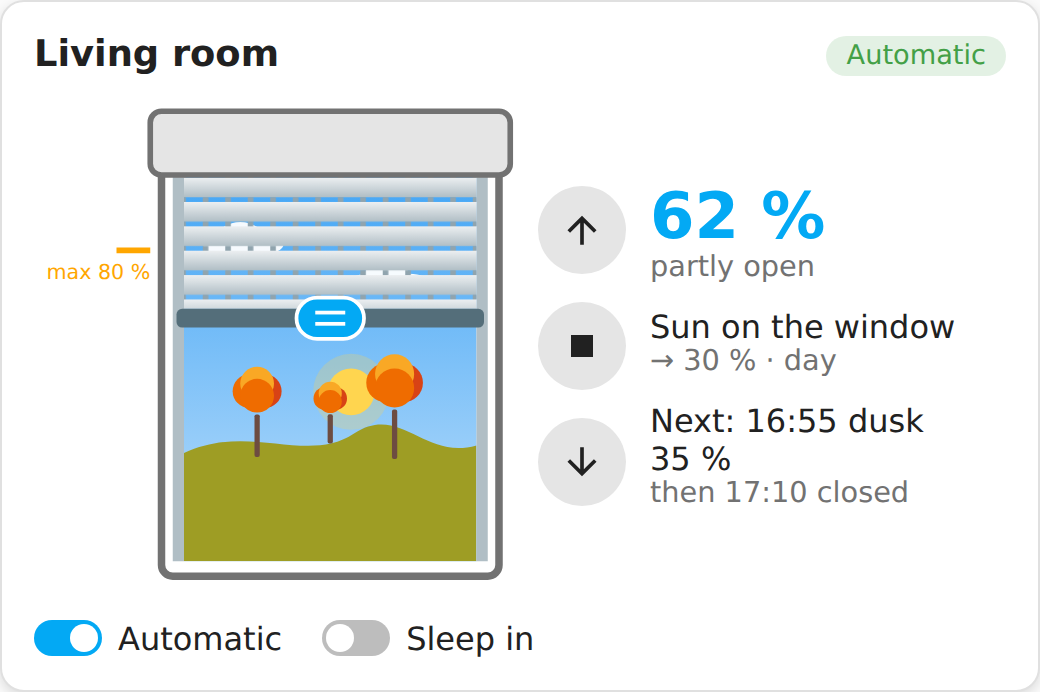 Living room
Automatic
max 80 %
62 %
partly open
Sun on the window
→ 30 % · day
Next: 16:55 dusk
35 %
then 17:10 closed
Automatic
Sleep in